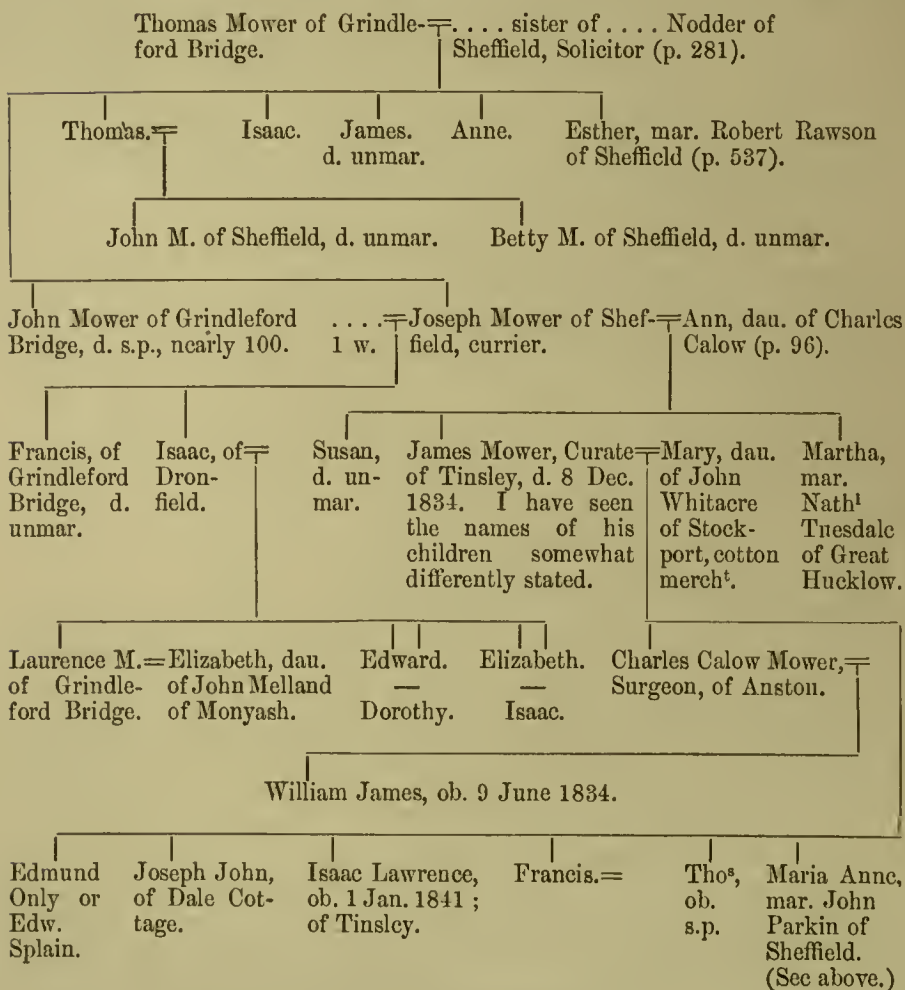 Thomas Mower of Grindle-╤. . . . sister of . . . . Nodder of
ford Bridge. Sheffield, Solicitor (p. 281).
Thomas.╤ Isaac. James. Anne. Esther, mar. Robert Rawson
d. unmar. of Sheffield (p. 537).
John M. of Sheffield, d. unmar. Betty M. of Sheffield, d. unmar.
John Mower of Grindleford . . . .╤Joseph Mower of Shef-╤Ann, dau. of Charles
Bridge, d. s.p., nearly 100. 1 w. field, currier. Calow (p. 96).
Francis, of Isaac, of╤ Susan, James Mower, Curate╤Mary, dau. Martha,
Grindleford Dron- d. un- of Tinsley, d. 8 Dec. of John mar.
Bridge, d. field. mar. 1834. I have seen Whitacre Nathˡ
unmar. the names of his of Stock- Tuesdale
children somewhat port, cotton of Great
differently stated. merchᵗ. Hucklow.
Laurence M.=Elizabeth, dau. Edward. Elizabeth. Charles Calow Mower,╤
of Grindle- of John Melland — — Surgeon, of Anston.
ford Bridge. of Monyash. Dorothy. Isaac.
William James, ob. 9 June 1834.
Edmund Joseph John, Isaac Lawrence, Francis.= Thoˢ, Maria Anne,
Only or of Dale Cot- ob. 1 Jan. 1841 ; ob. mar. John
Edw. tage. of Tinsley. s.p. Parkin of
Splain. Sheffield.
(See above.)